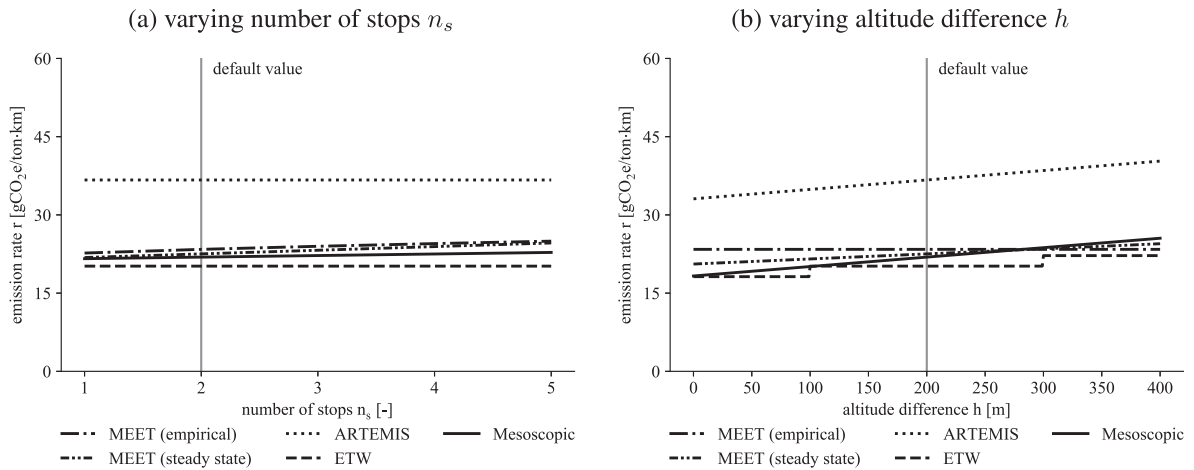 (a) varying number of stops nₛ
60
45
30
15
0
emission rate r [gCO₂e/ton·km]
default value
1 2 3 4 5
number of stops nₛ [-]
MEET (empirical) ARTEMIS Mesoscopic
MEET (steady state) ETW
(b) varying altitude difference h
60
45
30
15
0
emission rate r [gCO₂e/ton·km]
default value
0 50 100 150 200 250 300 350 400
altitude difference h [m]
MEET (empirical) ARTEMIS Mesoscopic
MEET (steady state) ETW